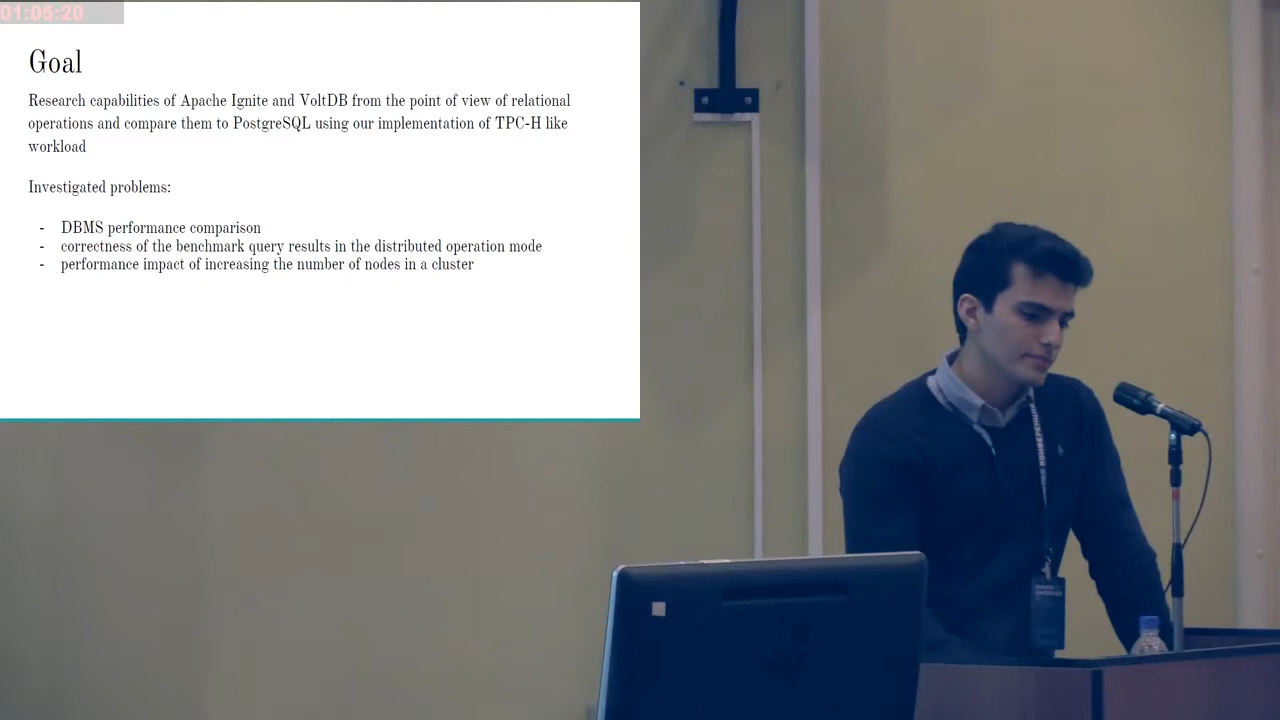 01:05:20
Goal
Research capabilities of Apache Ignite and VoltDB from the point of view of relational
operations and compare them to PostgreSQL using our implementation of TPC-H like
workload
Investigated problems:
- DBMS performance comparison
- correctness of the benchmark query results in the distributed operation mode
- performance impact of increasing the number of nodes in a cluster
КОНФЕРЕНЦИЯ